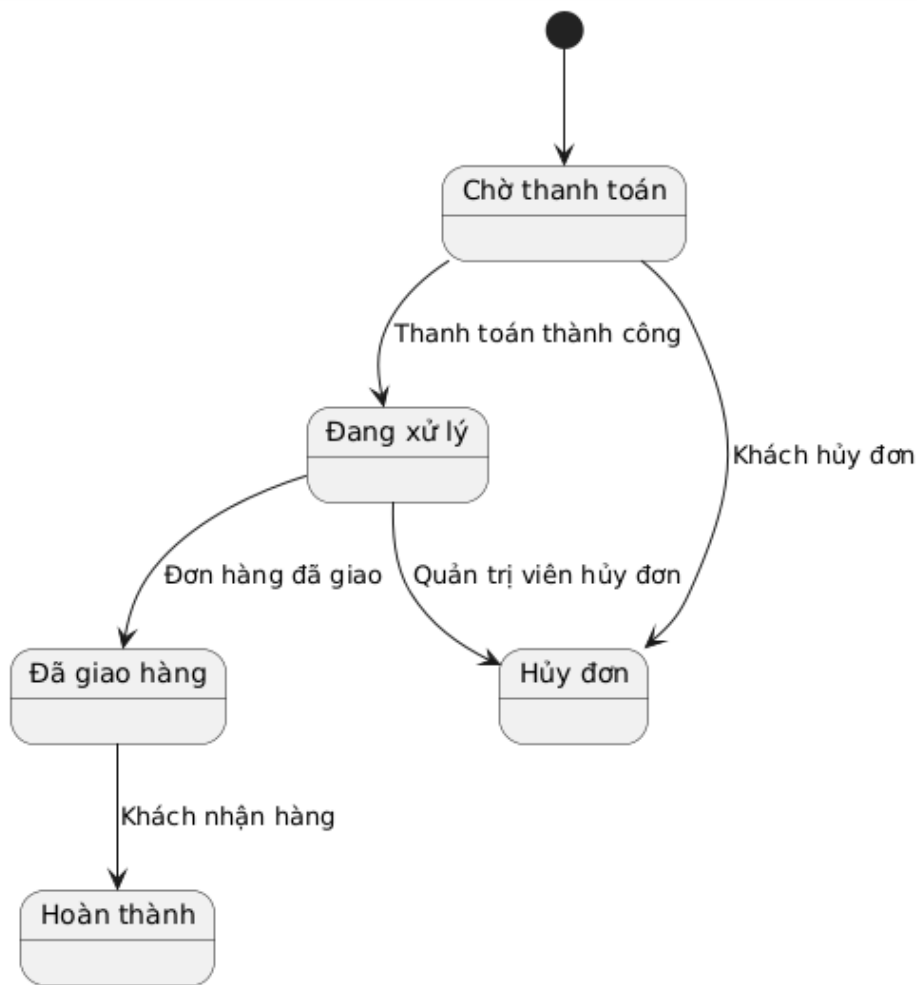 Chờ thanh toán
Thanh toán thành công
Khách hủy đơn
Đang xử lý
Đơn hàng đã giao
Quản trị viên hủy đơn
Đã giao hàng
Hủy đơn
Khách nhận hàng
Hoàn thành